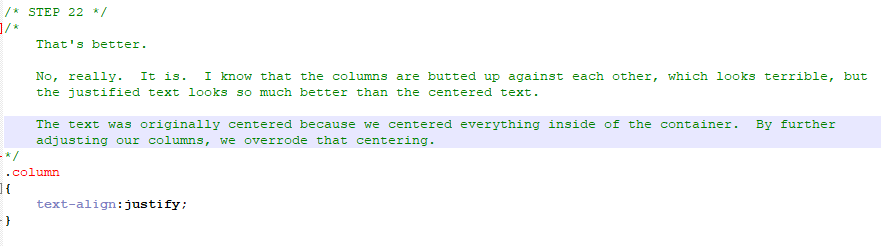 /* STEP 22 */
/*
That's better.
No, really.  It is.  I know that the columns are butted up against each other, which looks terrible, but
the justified text looks so much better than the centered text.
The text was originally centered because we centered everything inside of the container.  By further
adjusting our columns, we overrode that centering.
*/
.column
{
text-align:justify;
}